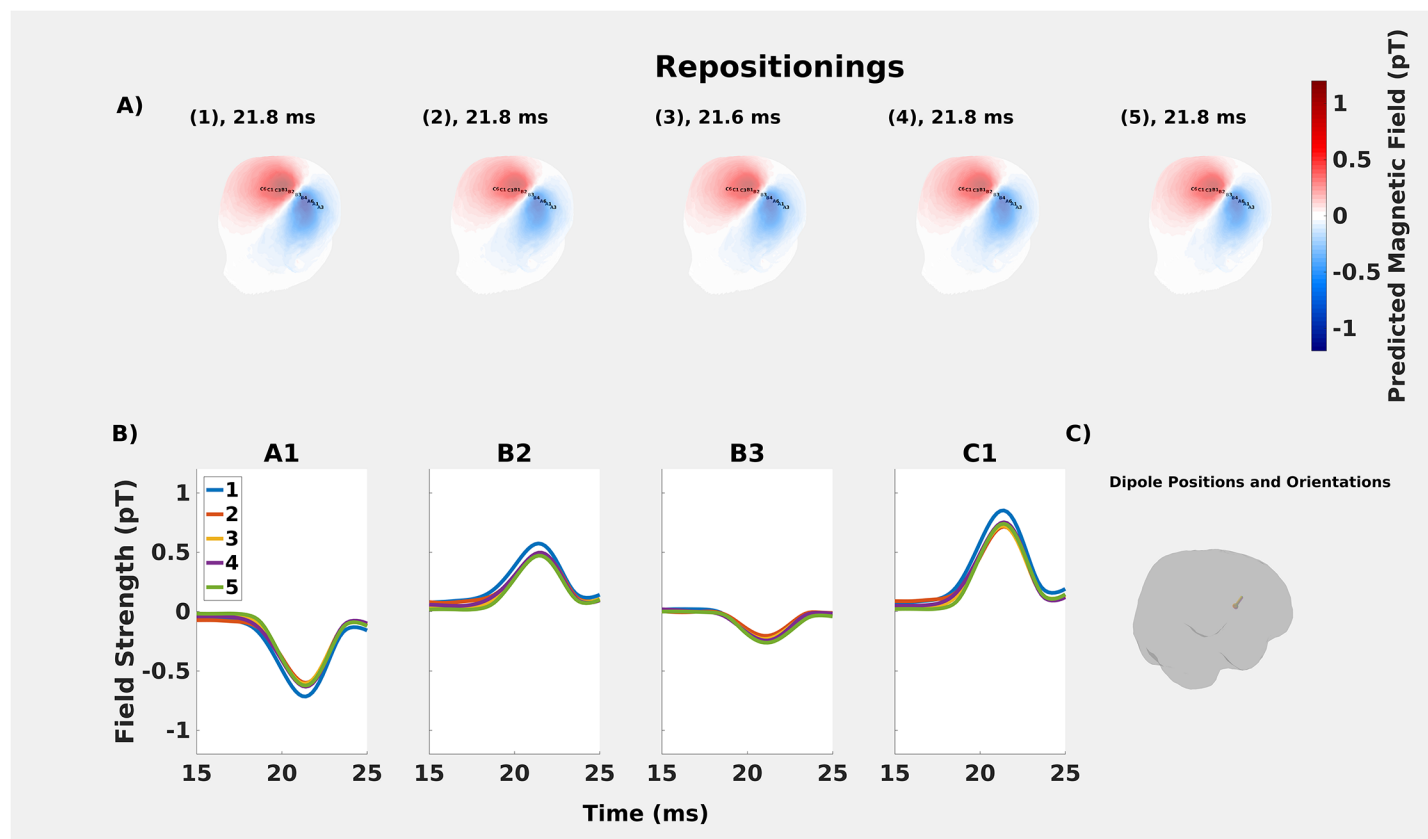 Repositionings
A)
(1), 21.8 ms
(2), 21.8 ms
(3), 21.6 ms
(4), 21.8 ms
(5), 21.8 ms
1
0.5
0
-0.5
-1
Predicted Magnetic Field (pT)
B)
A1
B2
B3
C1
Field Strength (pT)
1
0.5
0
-0.5
-1
1
2
3
4
5
15 20 25
15 20 25
15 20 25
15 20 25
Time (ms)
C)
Dipole Positions and Orientations